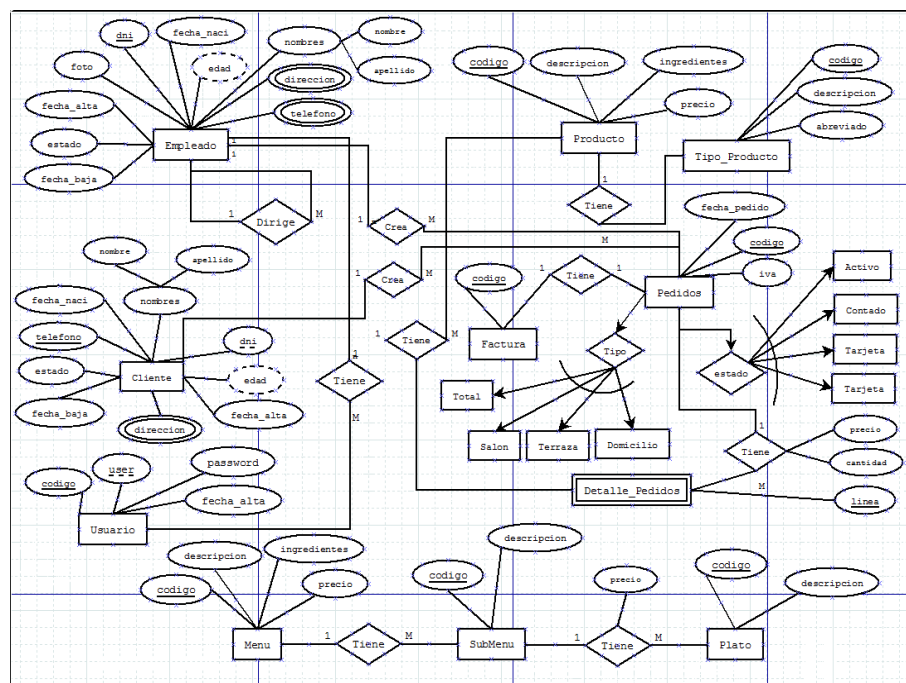 dni
fecha_naci
nombres
nombre
foto
edad
direccion
apellido
fecha_alta
telefono
estado
Empleado
fecha_baja
1
1
codigo
descripcion
ingredientes
precio
Producto
codigo
descripcion
abreviado
Tipo_Producto
Tiene
1
M
1
Dirige
M
1
Crea
M
M
1
Crea
M
fecha_pedido
codigo
iva
codigo
1
Tiene
1
Pedidos
Factura
Activo
Contado
Tarjeta
Tarjeta
estado
Tipo
Total
Salon
Terraza
Domicilio
nombre
apellido
fecha_naci
nombres
telefono
dni
estado
Cliente
edad
fecha_baja
fecha_alta
direccion
1
Tiene
M
Tiene
M
1
Tiene
M
precio
cantidad
linea
Detalle_Pedidos
user
password
codigo
fecha_alta
Usuario
descripcion
ingredientes
codigo
precio
Menu
1
Tiene
M
descripcion
codigo
SubMenu
1
precio
Tiene
M
codigo
descripcion
Plato